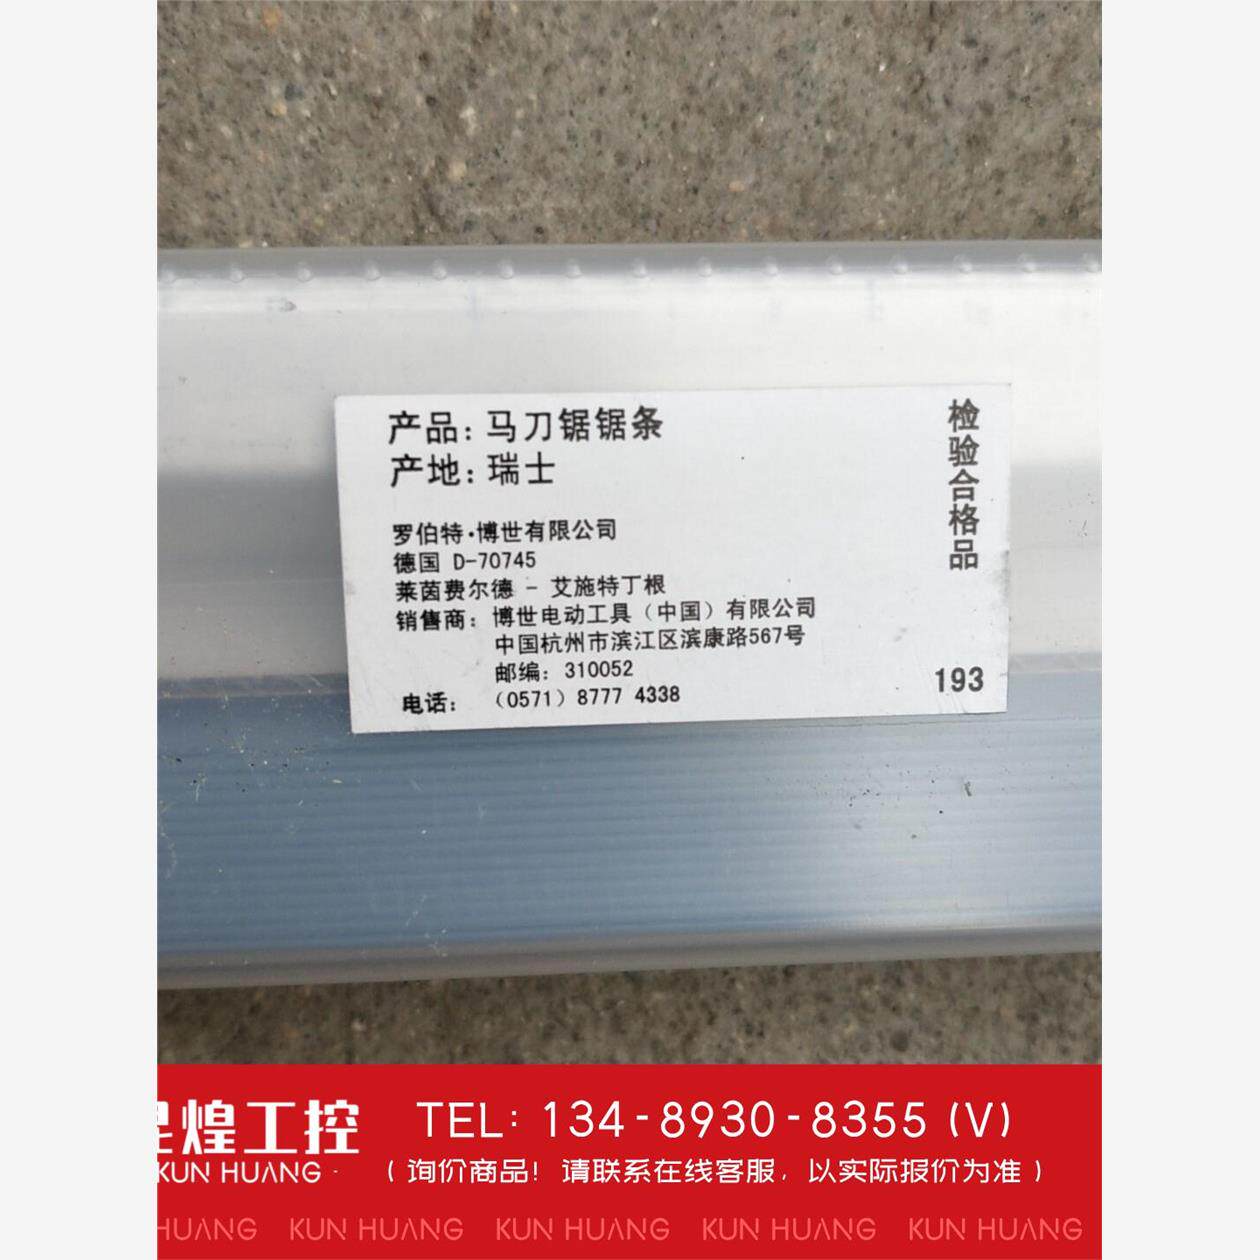 产品：马刀锯锯条
产地：瑞士
罗伯特·博世有限公司
德国 D-70745
莱茵费尔德 - 艾施特丁根
销售商：博世电动工具（中国）有限公司
中国杭州市滨江区滨康路567号
邮编：310052
电话：（0571）8777 4338
检验合格品
193
煌工控
KUN HUANG
TEL: 134-8930-8355 (V)
（询价商品！请联系在线客服，以实际报价为准）
HUANG KUN HUANG KUN HUANG KUN HUANG KUN HUANG